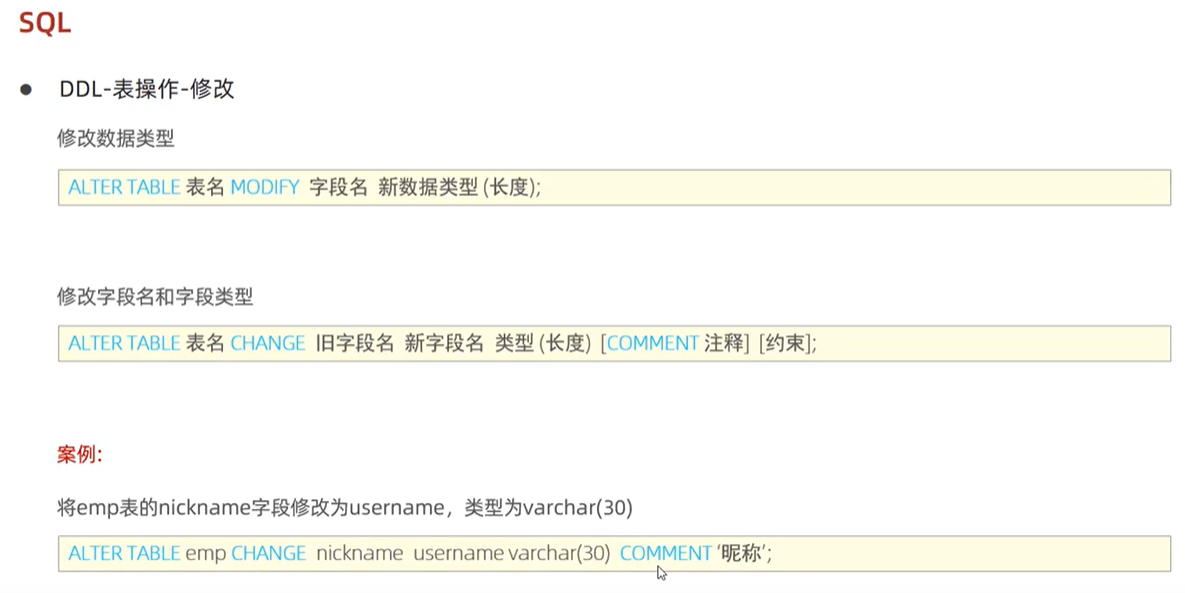 SQL
DDL-表操作-修改
修改数据类型
ALTER TABLE 表名 MODIFY 字段名 新数据类型 (长度);
修改字段名和字段类型
ALTER TABLE 表名 CHANGE 旧字段名 新字段名 类型 (长度) [COMMENT 注释] [约束];
案例:
将emp表的nickname字段修改为username，类型为varchar(30)
ALTER TABLE emp CHANGE nickname username varchar(30) COMMENT '昵称';